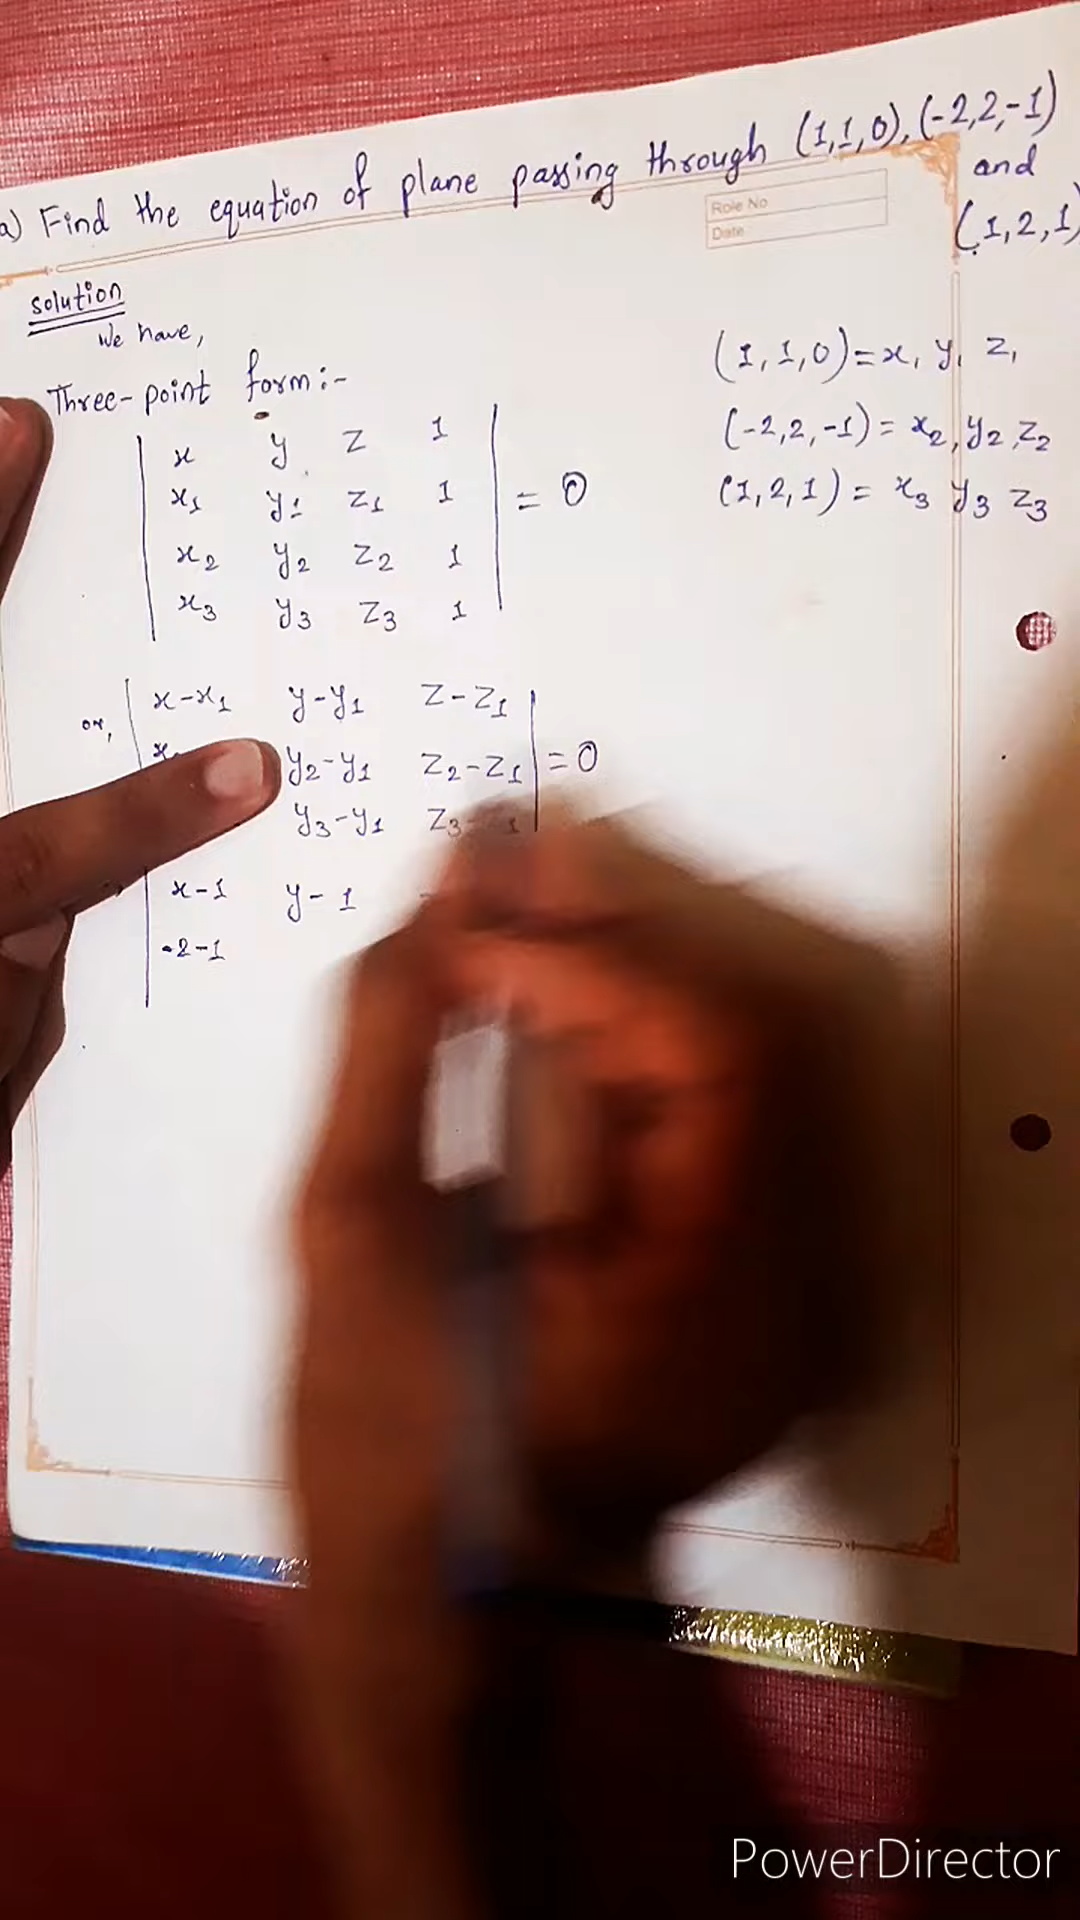 a) Find the equation of plane passing through (1,1,0), (-2,2,-1)
and
(1,2,1)
Role No
Date
solution
We have,
Three-point form:-
x y z 1
x1 y1 z1 1
x2 y2 z2 1 = 0
x3 y3 z3 1
(1,1,0) = x1 y1 z1
(-2,2,-1) = x2, y2, z2
(1,2,1) = x3 y3 z3
or, x-x1 y-y1 z-z1
y2-y1 z2-z1 = 0
y3-y1
x-1 y-1
-2-1
PowerDirector